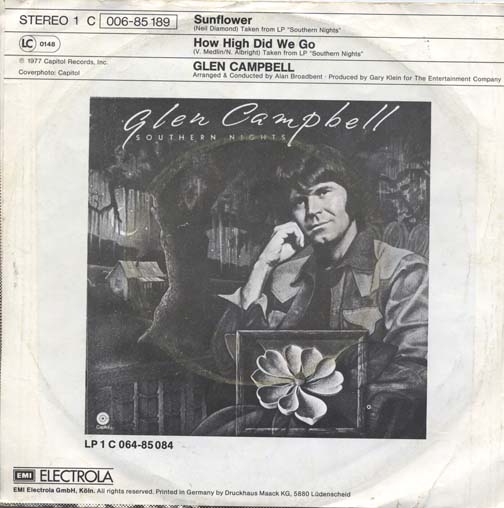 STEREO 1 C 006-85 189
Sunflower
(Neil Diamond) Taken from LP "Southern Nights"
LC 0148
How High Did We Go
(V. Medlin/N. Albright) Taken from LP "Southern Nights"
℗ 1977 Capitol Records, Inc.
Coverphoto: Capitol
GLEN CAMPBELL
Arranged & Conducted by Alan Broadbent · Produced by Gary Klein for The Entertainment Company
Glen Campbell
SOUTHERN NIGHTS
Capitol
LP 1 C 064-85 084
EMI ELECTROLA
EMI Electrola GmbH, Köln. All rights reserved. Printed in Germany by Druckhaus Maack KG, 5880 Lüdenscheid